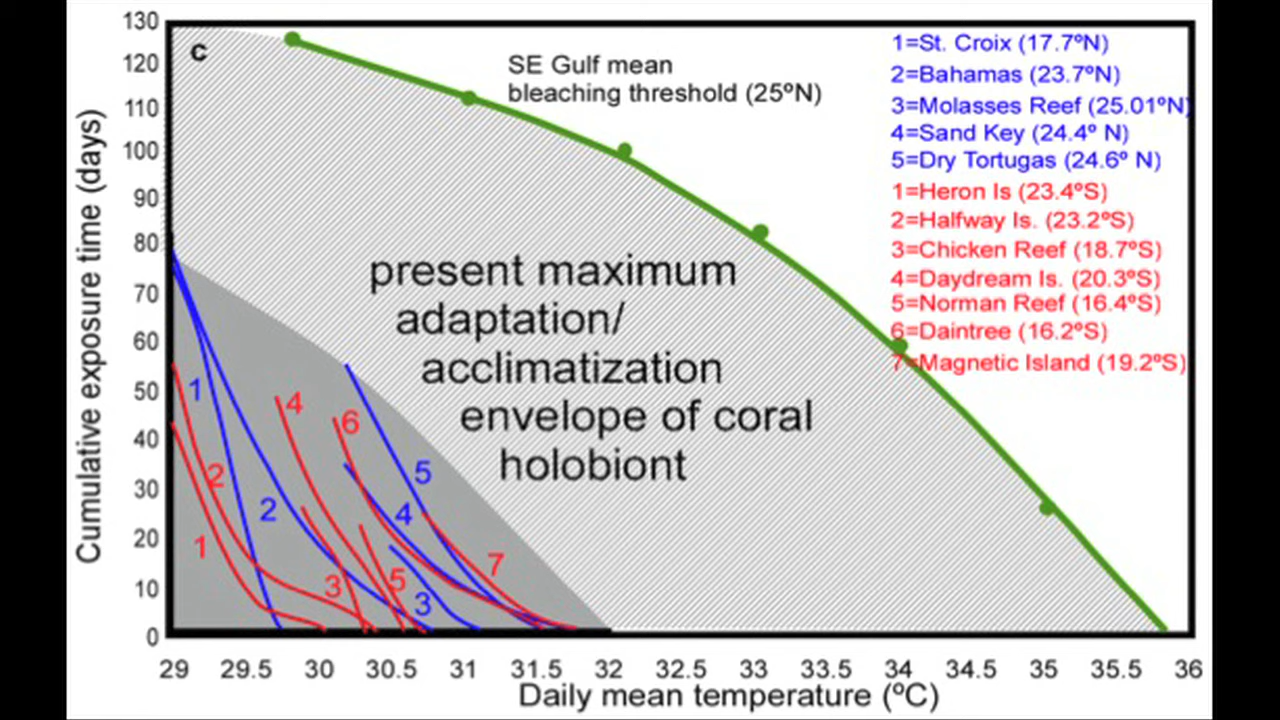 c
SE Gulf mean
bleaching threshold (25ºN)
1=St. Croix (17.7ºN)
2=Bahamas (23.7ºN)
3=Molasses Reef (25.01ºN)
4=Sand Key (24.4º N)
5=Dry Tortugas (24.6º N)
1=Heron Is (23.4ºS)
2=Halfway Is. (23.2ºS)
3=Chicken Reef (18.7ºS)
4=Daydream Is. (20.3ºS)
5=Norman Reef (16.4ºS)
6=Daintree (16.2ºS)
7=Magnetic Island (19.2ºS)
present maximum
adaptation/
acclimatization
envelope of coral
holobiont
Cumulative exposure time (days)
130
120
110
100
90
80
70
60
50
40
30
20
10
0
1
2
4
6
5
2
4
1
3
5
7
3
29 29.5 30 30.5 31 31.5 32 32.5 33 33.5 34 34.5 35 35.5 36
Daily mean temperature (ºC)